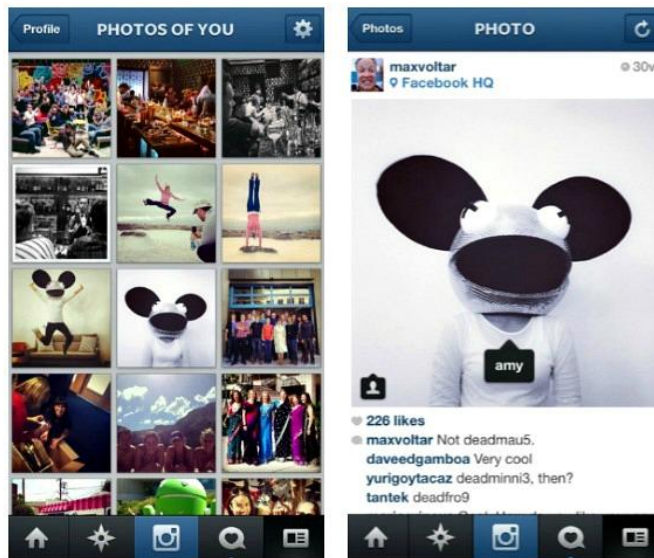 Profile
PHOTOS OF YOU
Photos
PHOTO
maxvoltar
30w
Facebook HQ
amy
226 likes
maxvoltar Not deadmau5.
daveedgamboa Very cool
yurigoytacaz deadminni3, then?
tantek deadfro9